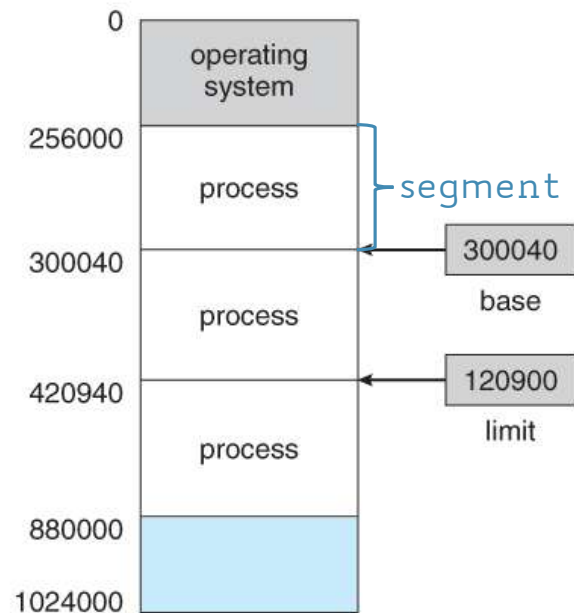 0
operating
system
256000
process
segment
300040
300040
base
process
420940
120900
limit
process
880000
1024000